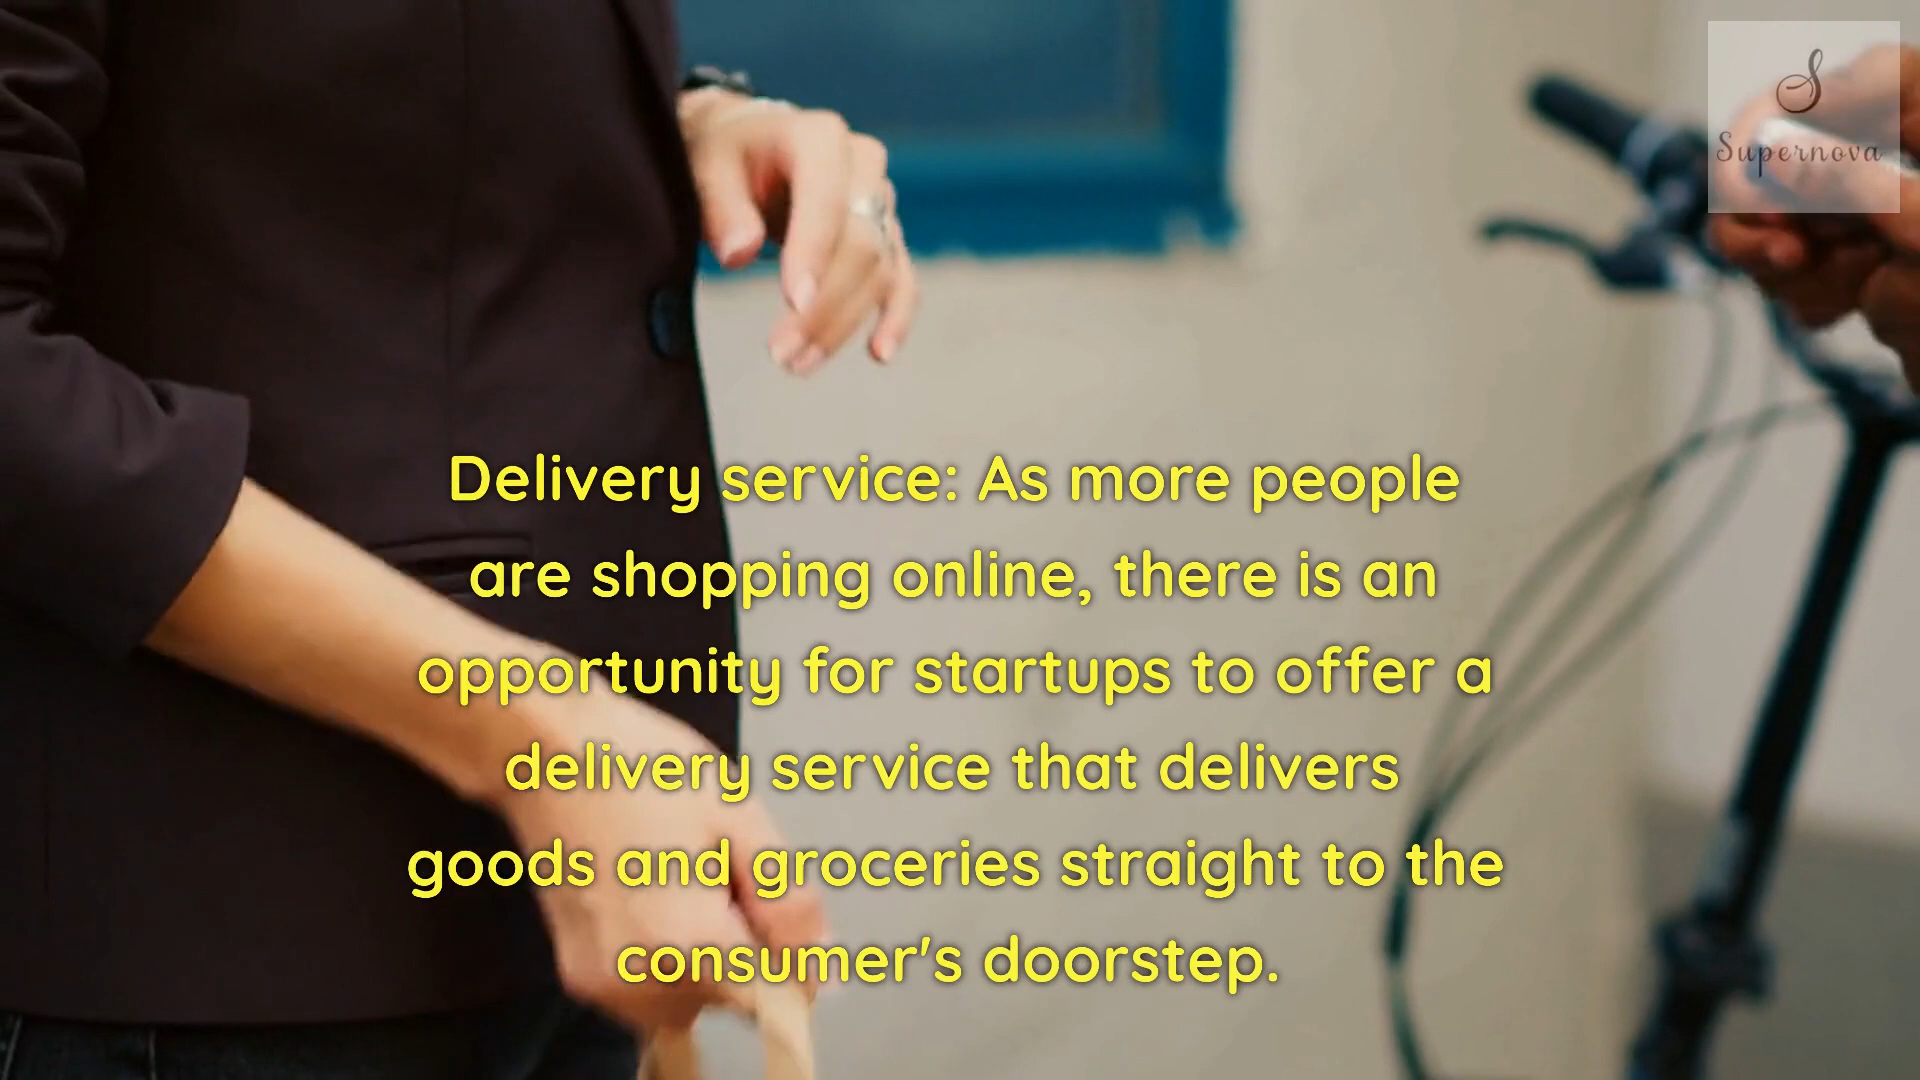 S
Supernova
Delivery service: As more people
are shopping online, there is an
opportunity for startups to offer a
delivery service that delivers
goods and groceries straight to the
consumer's doorstep.